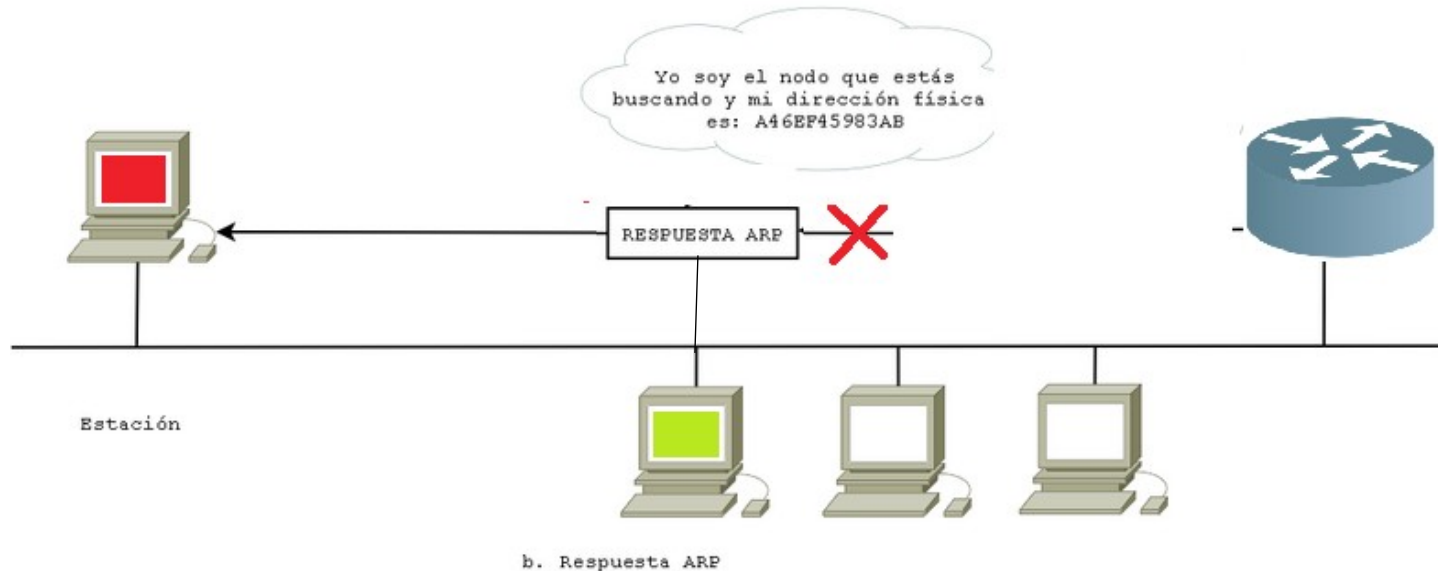 Yo soy el nodo que estás
buscando y mi dirección física
es: A46EF45983AB
RESPUESTA ARP
Estación
b. Respuesta ARP